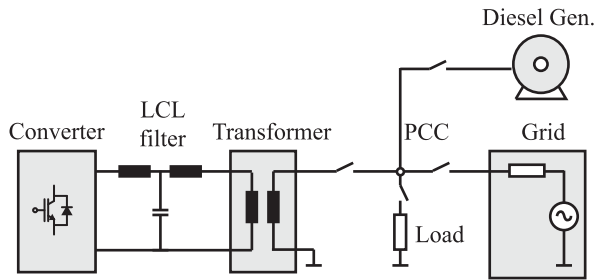 Diesel Gen.
LCL
filter
Converter
Transformer
PCC
Grid
Load